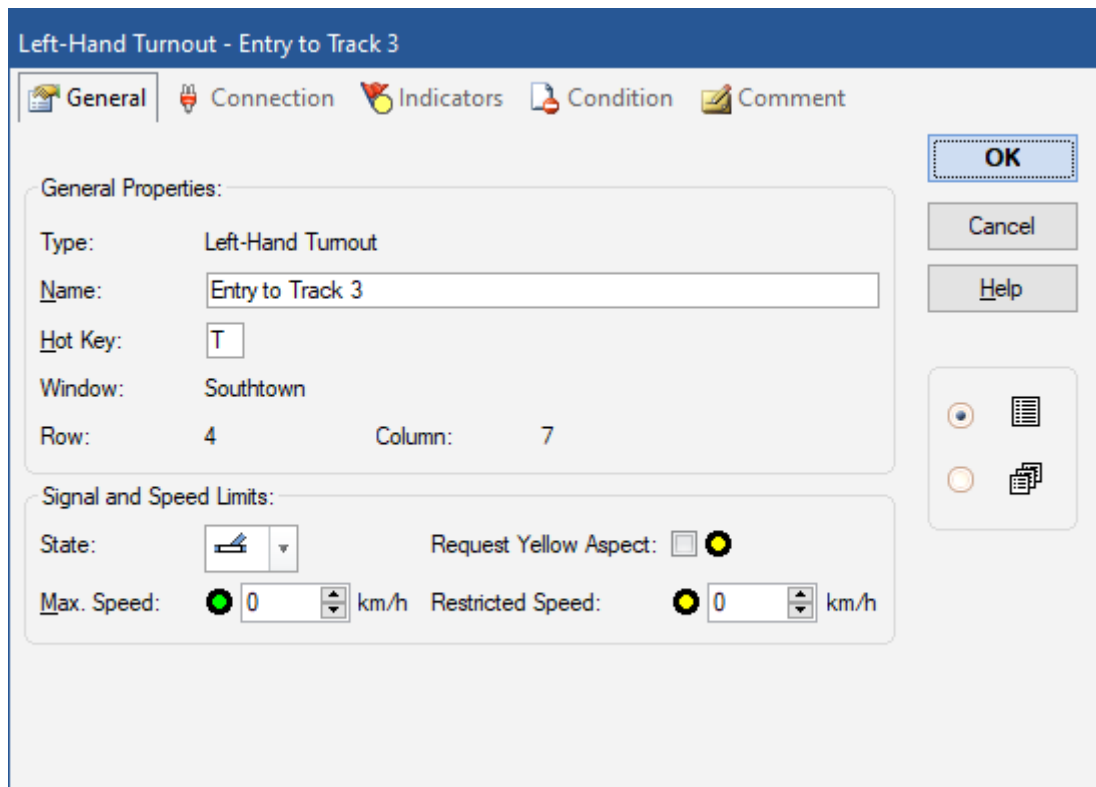 Left-Hand Turnout - Entry to Track 3
General Connection Indicators Condition Comment
OK
General Properties:
Cancel
Type: Left-Hand Turnout
Name: Entry to Track 3
Help
Hot Key: T
Window: Southtown
Row: 4 Column: 7
Signal and Speed Limits:
State: Request Yellow Aspect:
Max. Speed: 0 km/h Restricted Speed: 0 km/h